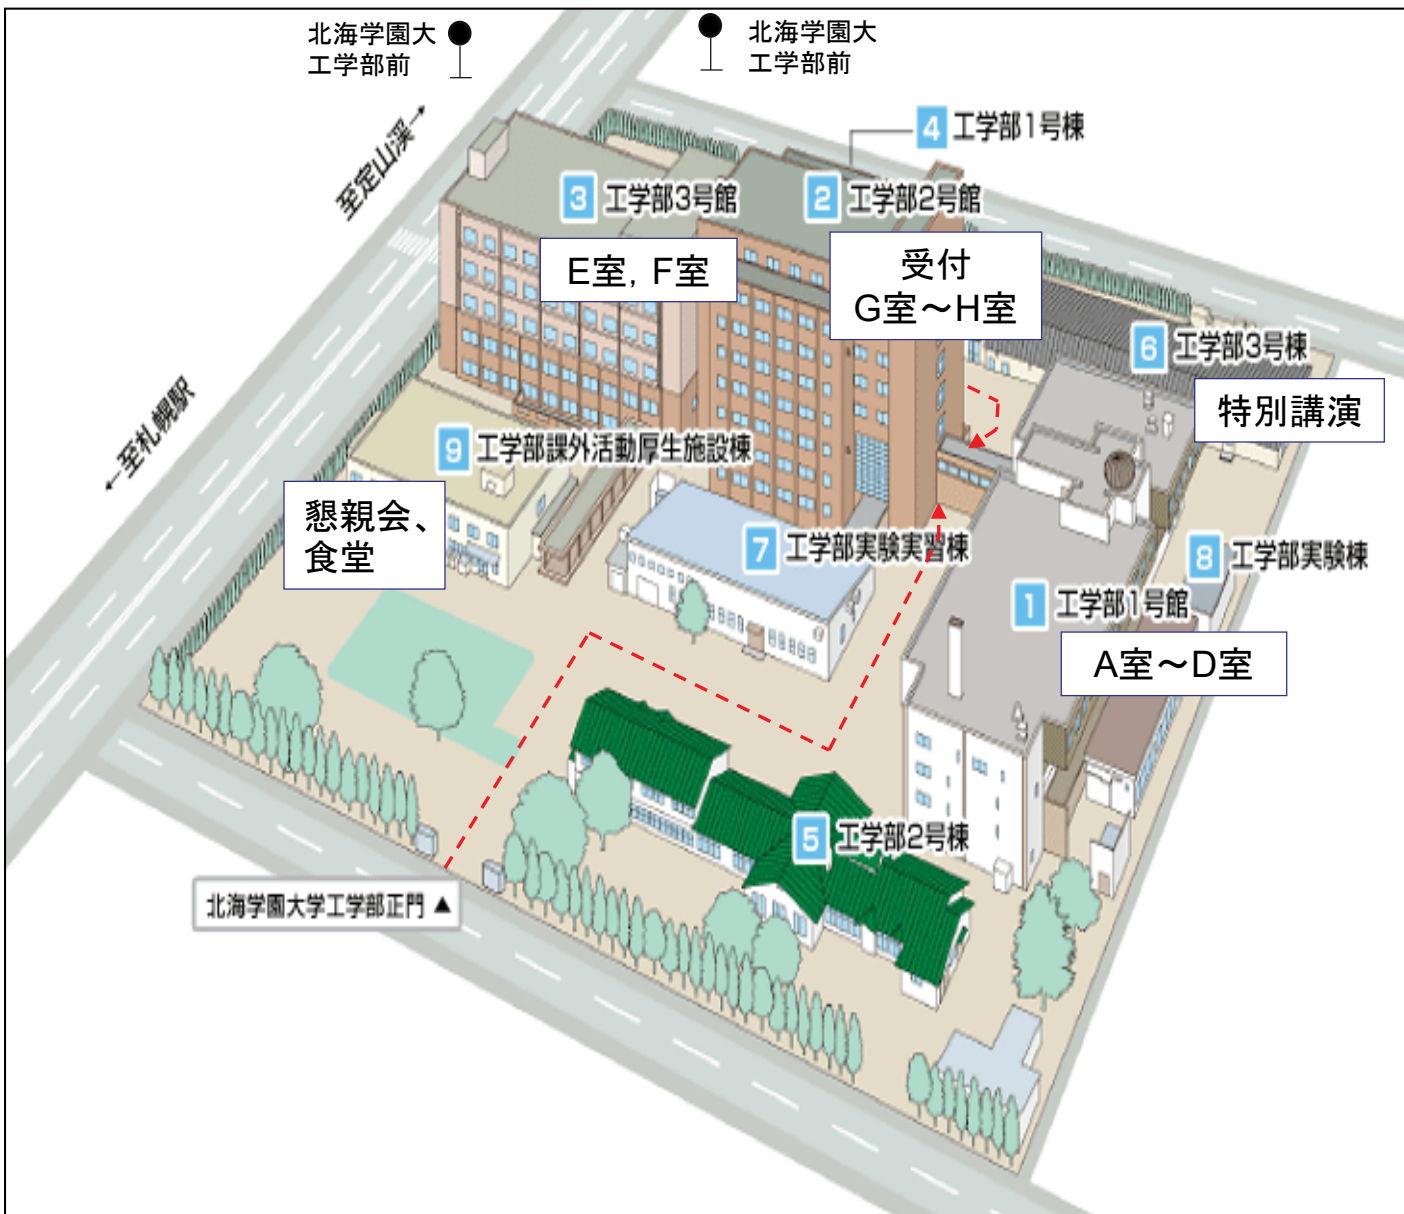 北海学園大
工学部前
北海学園大
工学部前
4 工学部1号棟
至定山渓→
3 工学部3号館
2 工学部2号館
E室, F室
受付
G室～H室
6 工学部3号棟
特別講演
←至札幌駅
9 工学部課外活動厚生施設棟
懇親会、
食堂
7 工学部実験実習棟
8 工学部実験棟
1 工学部1号館
A室～D室
5 工学部2号棟
北海学園大学工学部正門 ▲